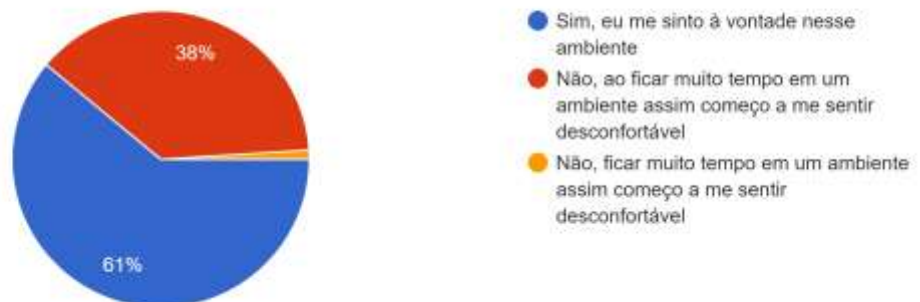 38%
61%
Sim, eu me sinto à vontade nesse
ambiente
Não, ao ficar muito tempo em um
ambiente assim começo a me sentir
desconfortável
Não, ficar muito tempo em um ambiente
assim começo a me sentir
desconfortável